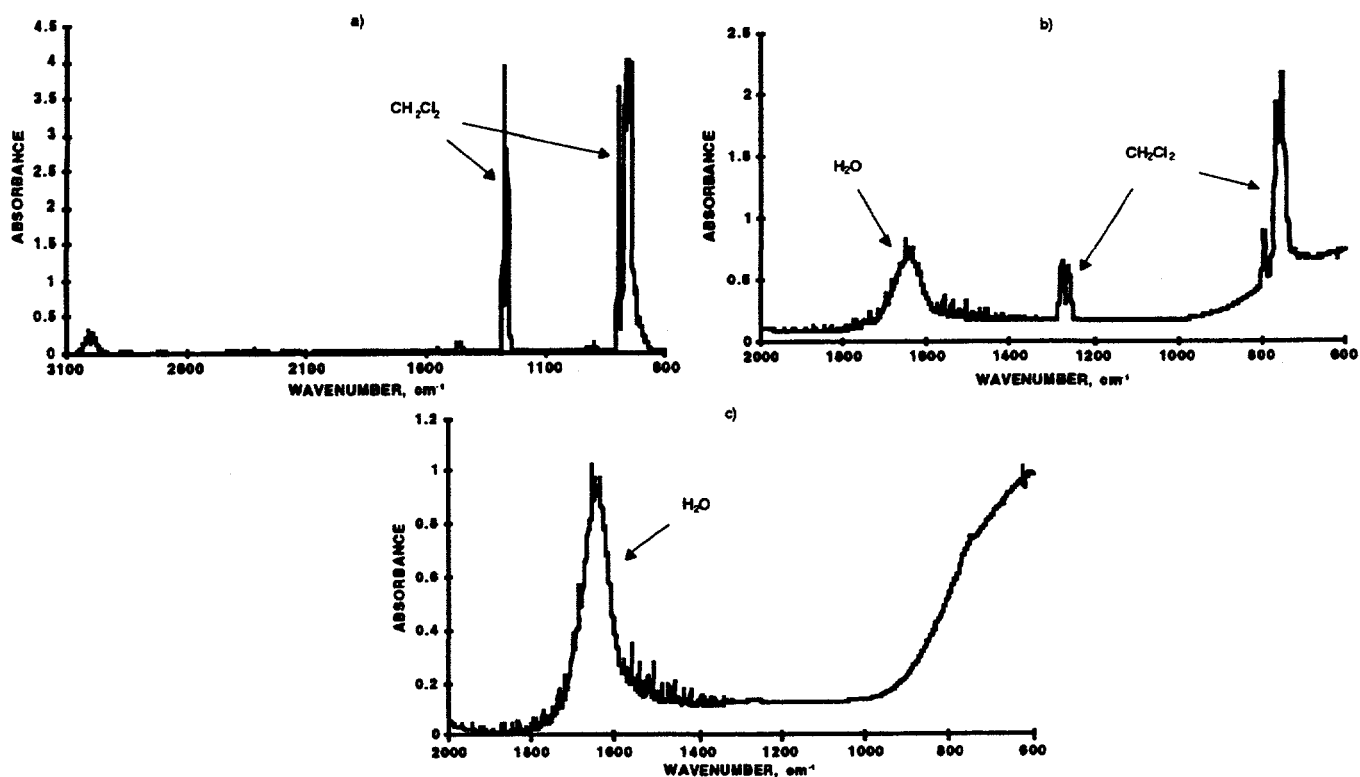 a)
4.5
4
3.5
3
2.5
2
1.5
1
0.5
0
ABSORBANCE
CH₂Cl₂
3100 2600 2100 1600 1100 600
WAVENUMBER, cm⁻¹
b)
2.5
2
1.5
1
0.5
0
ABSORBANCE
H₂O
CH₂Cl₂
2000 1800 1600 1400 1200 1000 800 600
WAVENUMBER, cm⁻¹
c)
1.2
1
0.8
0.6
0.4
0.2
0
ABSORBANCE
H₂O
2000 1800 1600 1400 1200 1000 800 600
WAVENUMBER, cm⁻¹